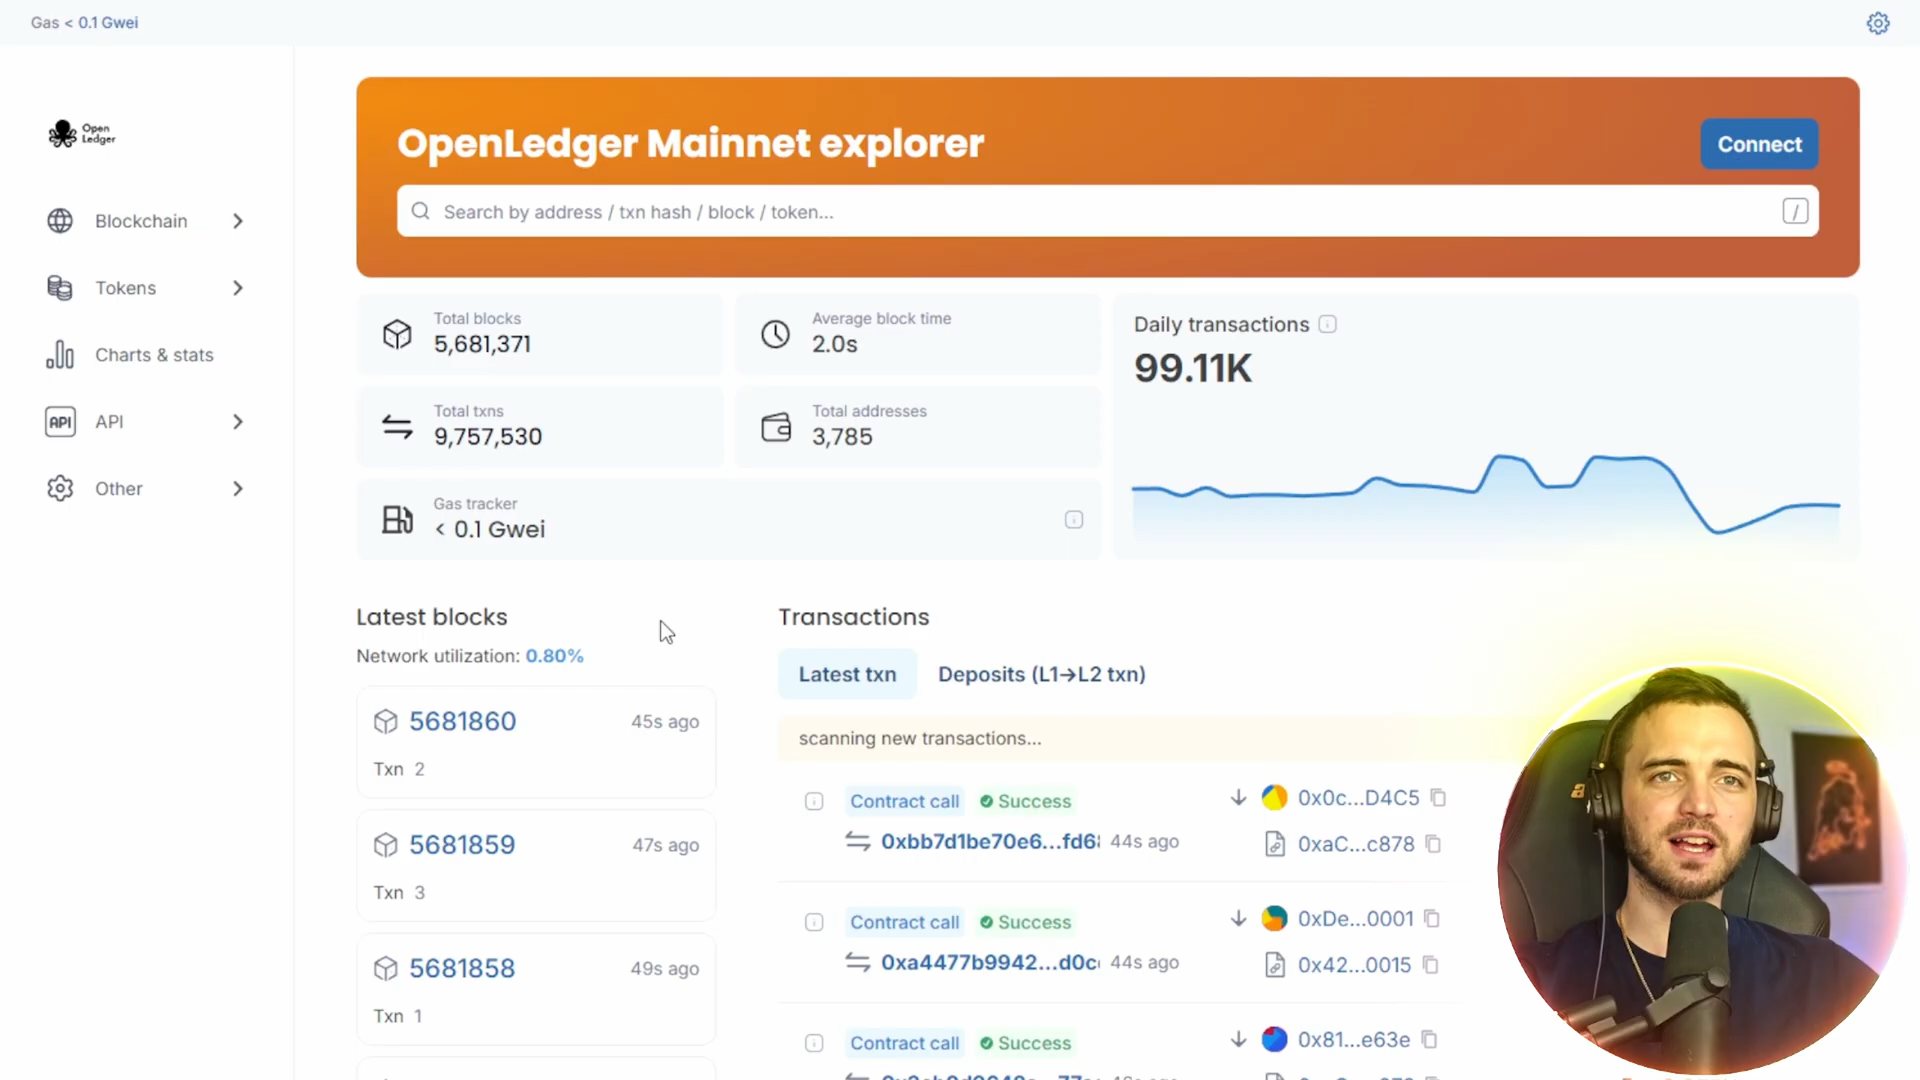 Gas < 0.1 Gwei
Open
Ledger
Blockchain
Tokens
Charts & stats
API
API
Other
OpenLedger Mainnet explorer
Connect
Search by address / txn hash / block / token...
/
Total blocks
5,681,371
Average block time
2.0s
Total txns
9,757,530
Total addresses
3,785
Gas tracker
< 0.1 Gwei
Daily transactions
99.11K
Latest blocks
Network utilization: 0.80%
5681860
45s ago
Txn 2
5681859
47s ago
Txn 3
5681858
49s ago
Txn 1
Transactions
Latest txn
Deposits (L1→L2 txn)
scanning new transactions...
Contract call
Success
0x0c...D4C5
0xbb7d1be70e6...fd6
44s ago
0xaC...c878
Contract call
Success
0xDe...0001
0xa4477b9942...d0c
44s ago
0x42...0015
Contract call
Success
0x81...e63e